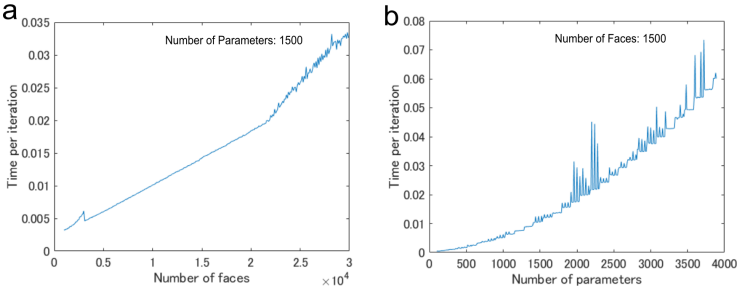 a
Number of Parameters: 1500
0.035
0.03
0.025
0.02
0.015
0.01
0.005
0
Time per iteration
0 0.5 1 1.5 2 2.5 3
Number of faces
×10⁴
b
Number of Faces: 1500
0.08
0.07
0.06
0.05
0.04
0.03
0.02
0.01
0
Time per iteration
0 500 1000 1500 2000 2500 3000 3500 4000
Number of parameters